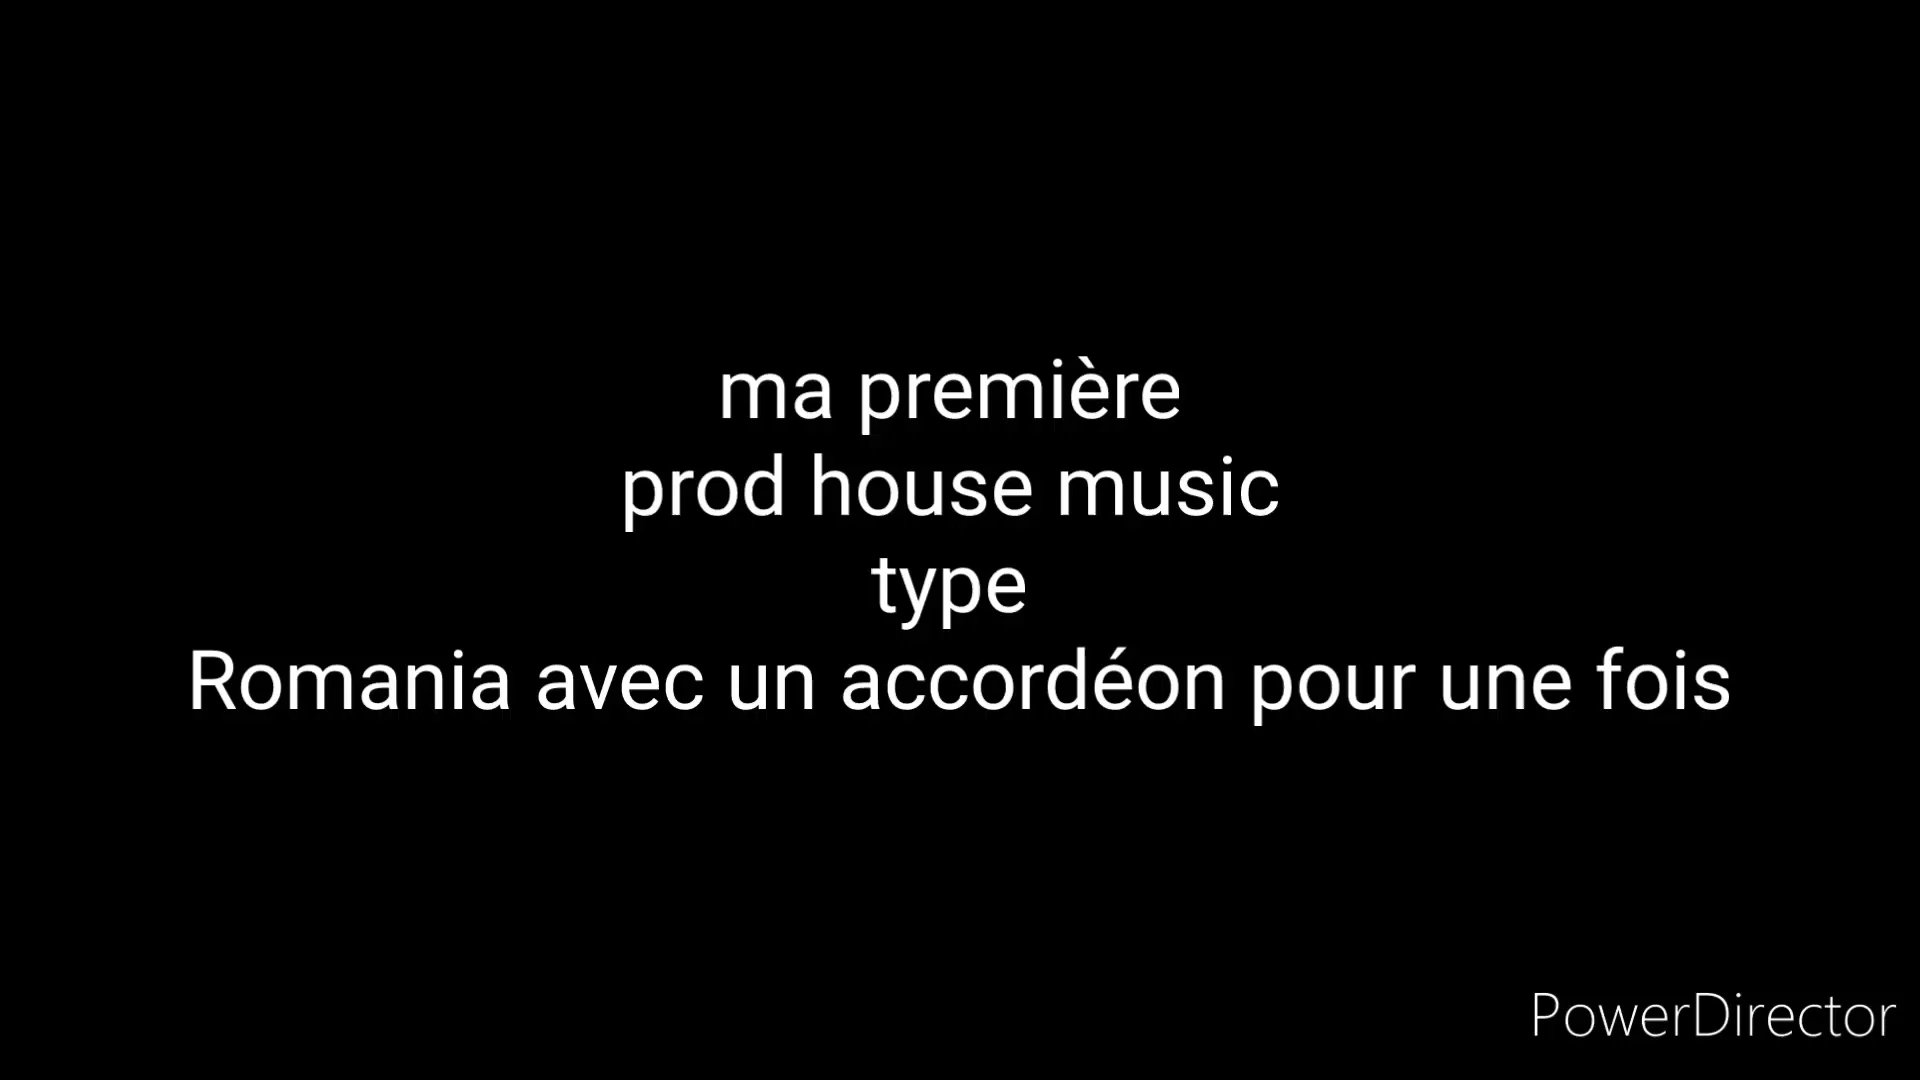 ma première
prod house music
type
Romania avec un accordéon pour une fois
PowerDirector